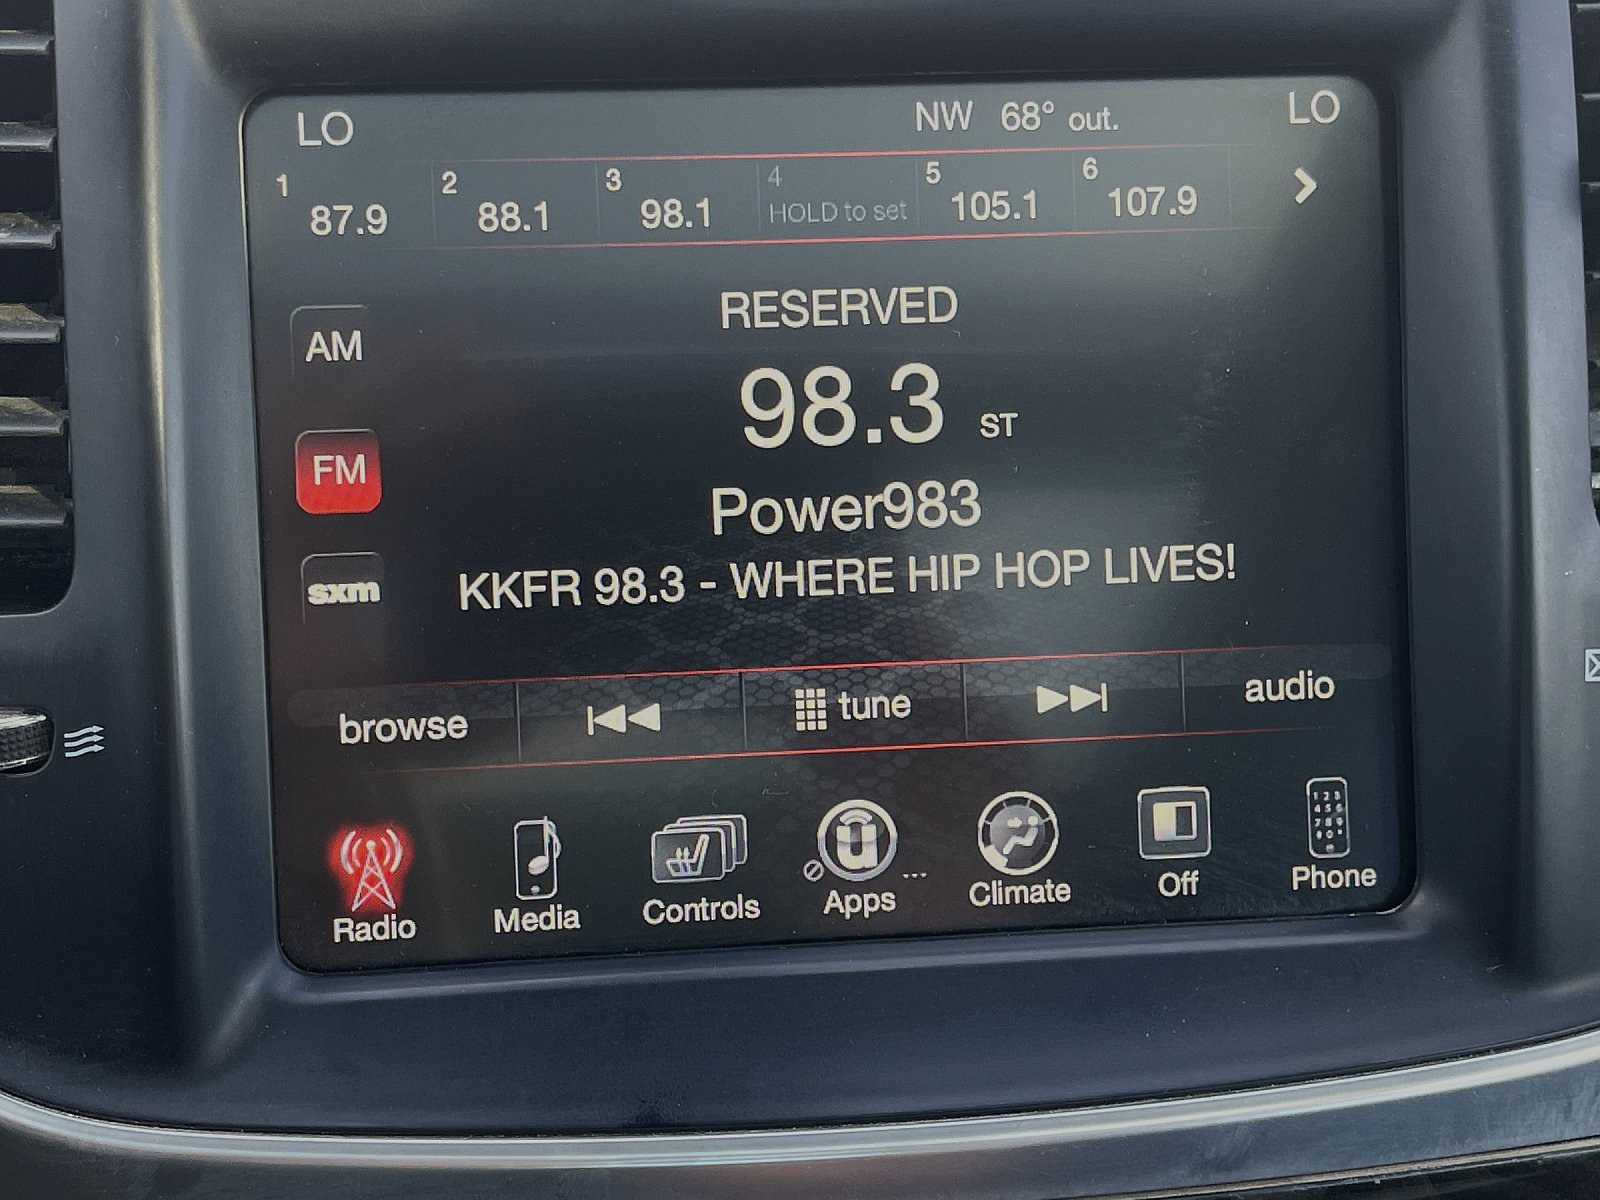 LO NW 68° out. LO
1 87.9 2 88.1 3 98.1 4 HOLD to set 5 105.1 6 107.9
RESERVED
AM
98.3 ST
FM
Power983
sxm KKFR 98.3 - WHERE HIP HOP LIVES!
browse tune audio
Radio Media Controls Apps Climate Off Phone